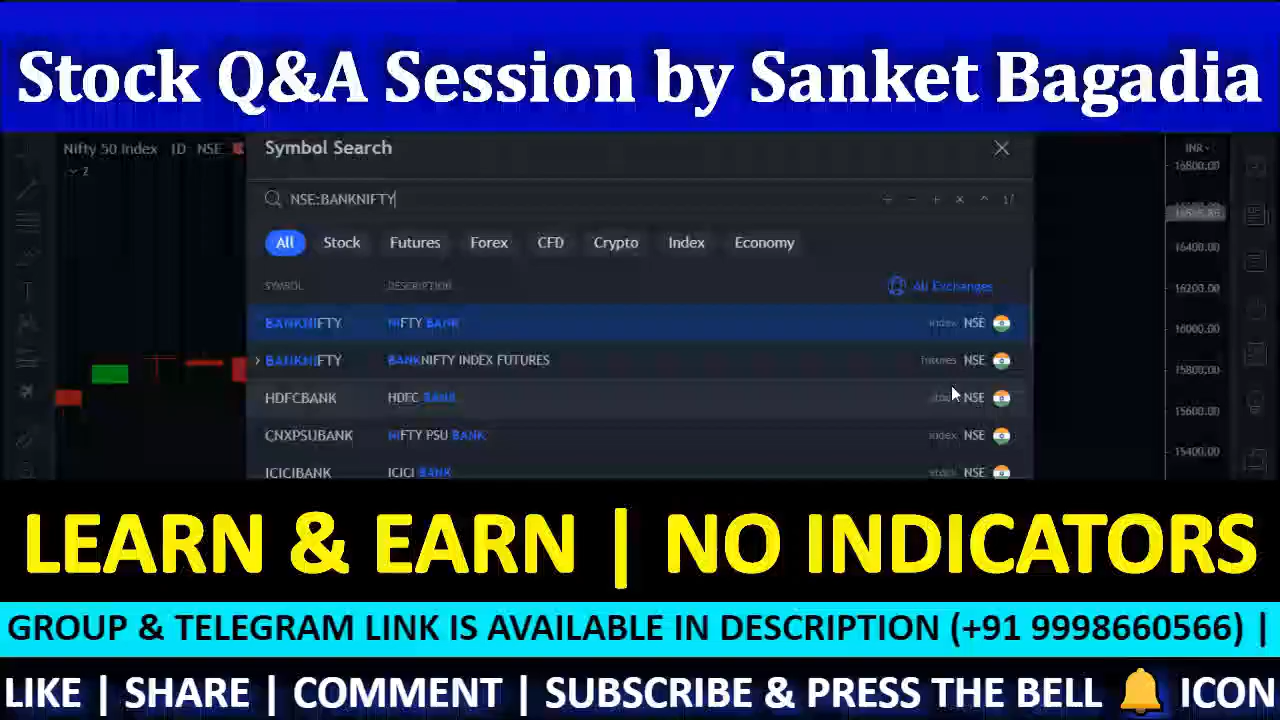 Stock Q&A Session by Sanket Bagadia
Nifty 50 Index 1D NSE
2
Symbol Search
INR
16800.00
NSE:BANKNIFTY
1/
All Stock Futures Forex CFD Crypto Index Economy
16400.00
SYMBOL DESCRIPTION All Exchanges
16200.00
BANKNIFTY NIFTY BANK index NSE
16000.00
BANKNIFTY BANKNIFTY INDEX FUTURES futures NSE
15800.00
HDFCBANK HDFC BANK NSE
15600.00
CNXPSUBANK NIFTY PSU BANK index NSE
15400.00
ICICIBANK ICICI BANK stock NSE
LEARN & EARN | NO INDICATORS
GROUP & TELEGRAM LINK IS AVAILABLE IN DESCRIPTION (+91 9998660566) |
LIKE | SHARE | COMMENT | SUBSCRIBE & PRESS THE BELL 🔔 ICON